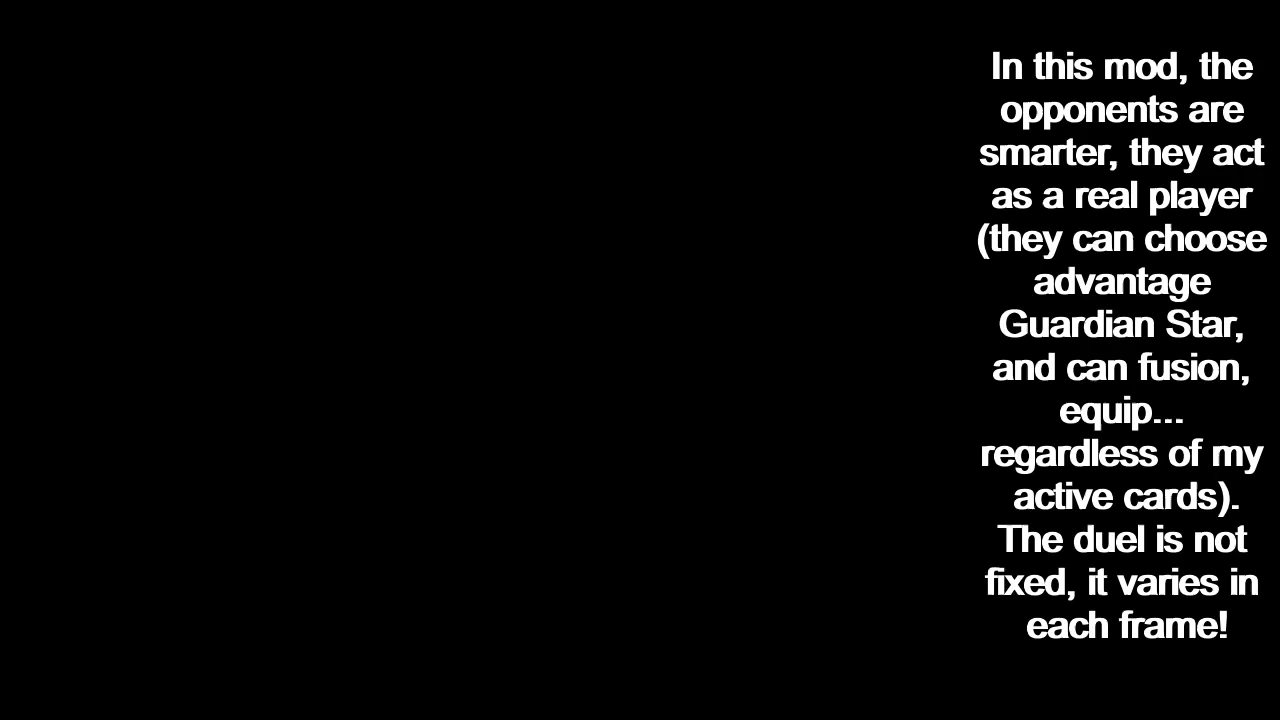 In this mod, the
opponents are
smarter, they act
as a real player
(they can choose
advantage
Guardian Star,
and can fusion,
equip...
regardless of my
active cards).
The duel is not
fixed, it varies in
each frame!